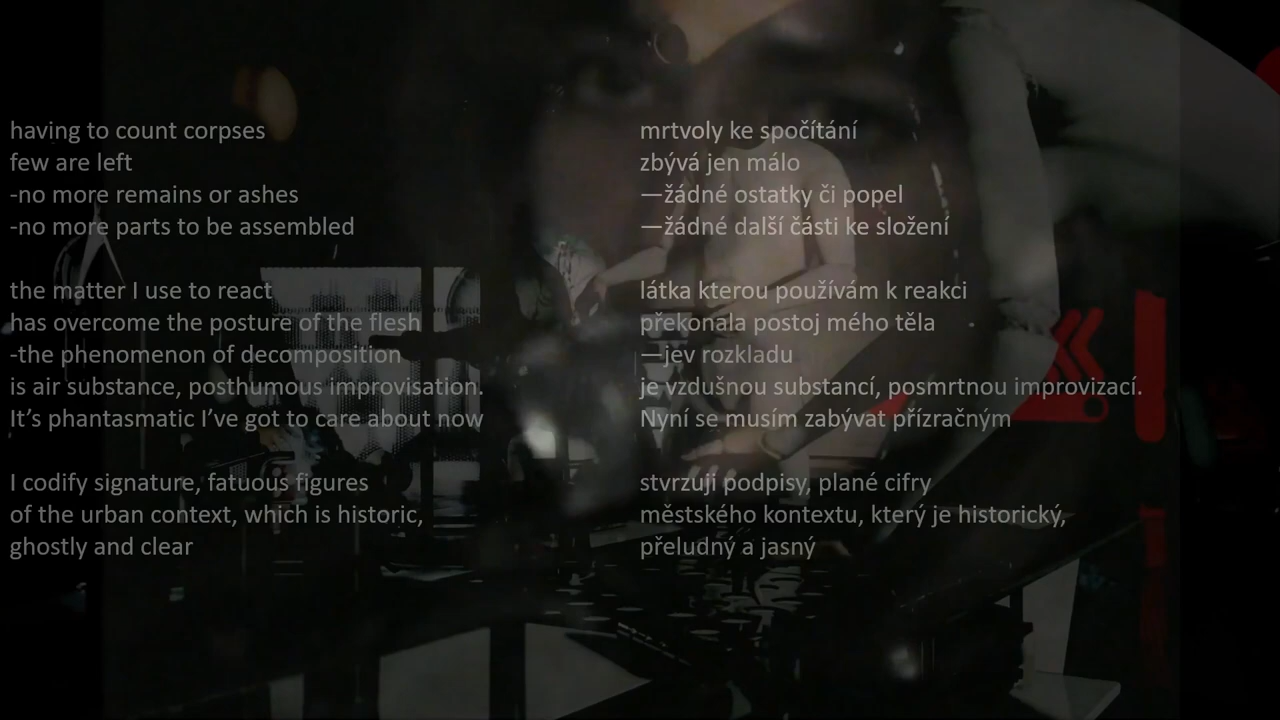 having to count corpses
few are left
-no more remains or ashes
-no more parts to be assembled
the matter I use to react
has overcome the posture of the flesh
-the phenomenon of decomposition
is air substance, posthumous improvisation.
It’s phantasmatic I’ve got to care about now
I codify signature, fatuous figures
of the urban context, which is historic,
ghostly and clear
mrtvoly ke spočítání
zbývá jen málo
—žádné ostatky či popel
—žádné další části ke složení
látka kterou používám k reakci
překonala postoj mého těla
—jev rozkladu
je vzdušnou substancí, posmrtnou improvizací.
Nyní se musím zabývat přízračným
stvrzuji podpisy, plané cifry
městského kontextu, který je historický,
přeludný a jasný